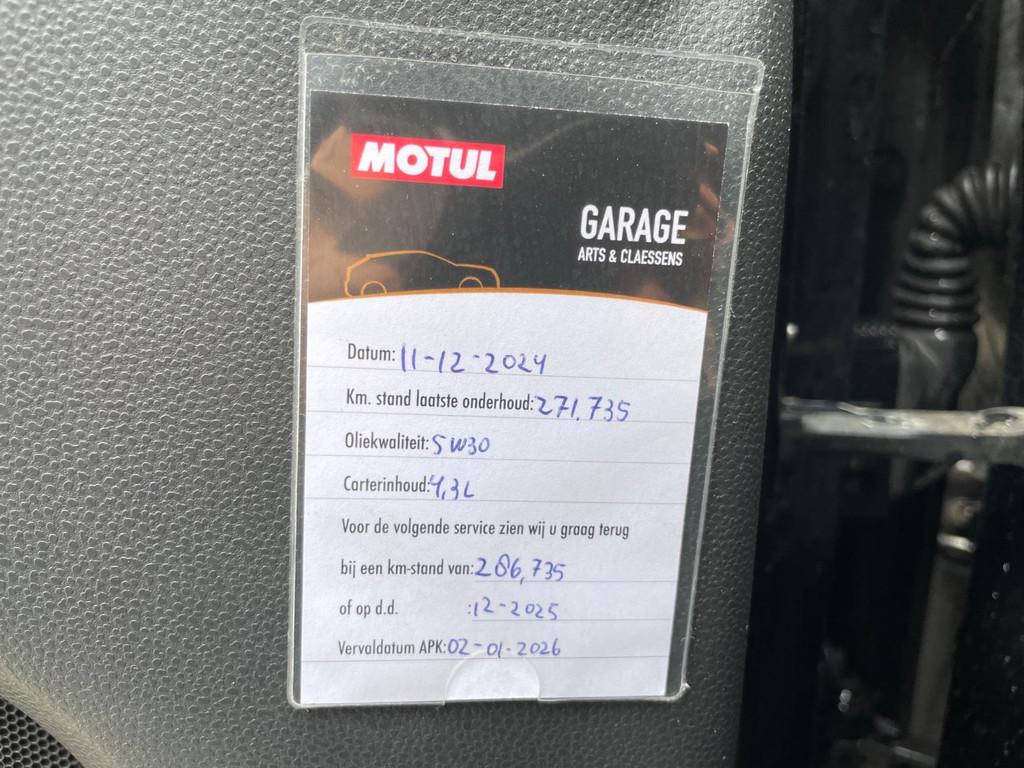 MOTUL
GARAGE
ARTS & CLAESSENS
Datum: 11-12-2024
Km. stand laatste onderhoud: 271.735
Oliekwaliteit: 5W30
Carterinhoud: 4,3L
Voor de volgende service zien wij u graag terug
bij een km-stand van: 286,735
of op d.d. : 12-2025
Vervaldatum APK: 02-01-2026